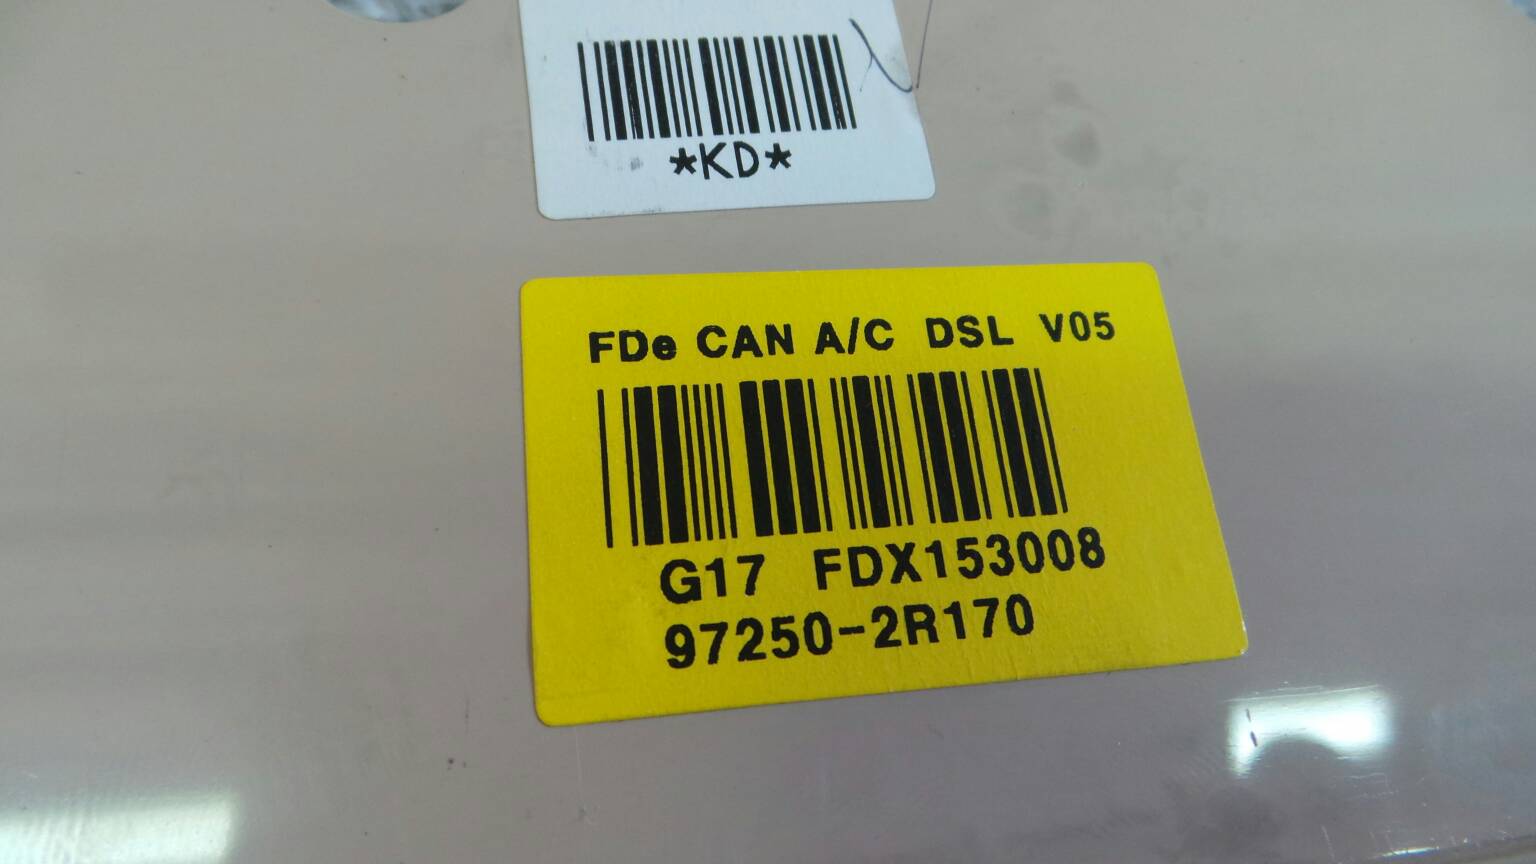 *KD*
FDe CAN A/C DSL V05
G17 FDX153008
97250-2R170